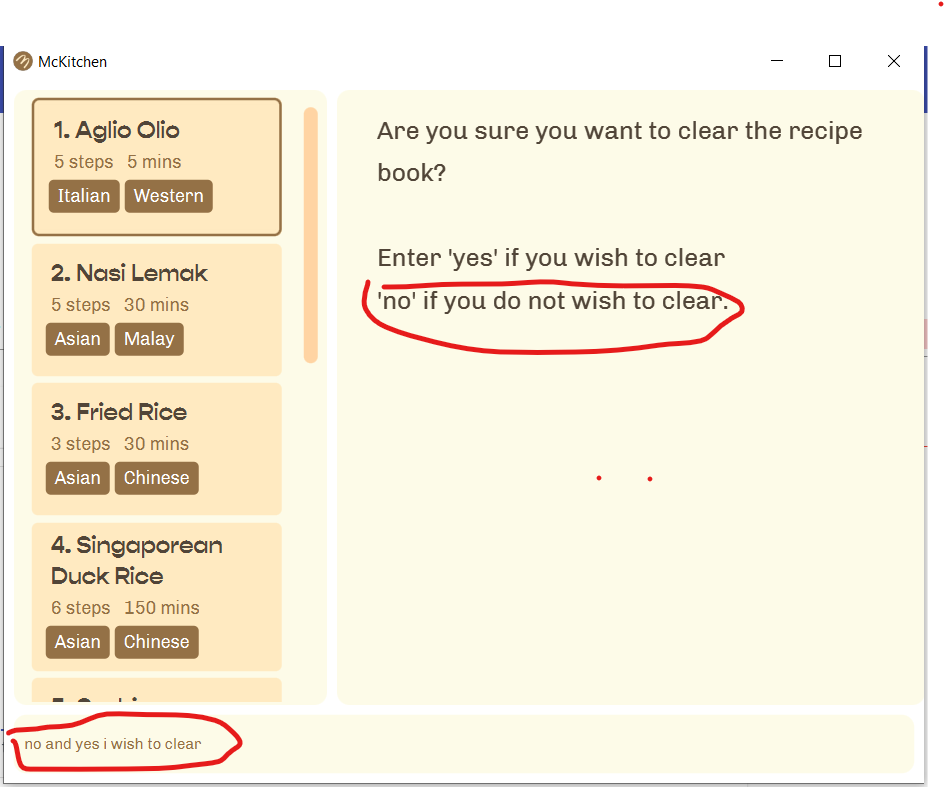 McKitchen
1. Aglio Olio
5 steps 5 mins
Italian Western
2. Nasi Lemak
5 steps 30 mins
Asian Malay
3. Fried Rice
3 steps 30 mins
Asian Chinese
4. Singaporean
Duck Rice
6 steps 150 mins
Asian Chinese
Are you sure you want to clear the recipe
book?
Enter 'yes' if you wish to clear
'no' if you do not wish to clear.
no and yes i wish to clear